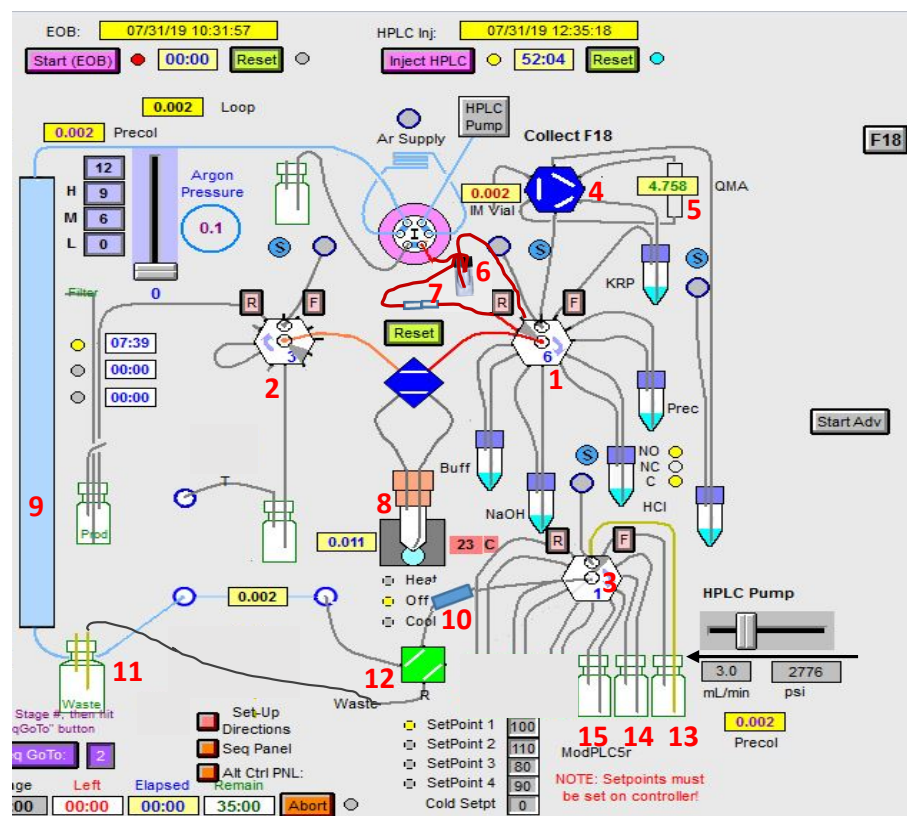 EOB: 07/31/19 10:31:57 HPLC Inj: 07/31/19 12:35:18
Start (EOB) 00:00 Reset Inject HPLC 52:04 Reset
0.002 Loop
HPLC
Pump
0.002 Precol
Ar Supply
Collect F18
F18
12
H 9
M 6
L 0
Argon
Pressure
0.1
0
0.002
IM Vial
4
4.758 QMA
5
I
S
S
6
7
KRP
Filter
R F
R F
Reset
07:39
00:00
00:00
3
2
6
1
Prec
Start Adv
Buff
S
NO
NC
C
HCl
NaOH
T
9
8
Prod
0.011
23 C
R F
3
1
Heat
Off
Cool
0.002
10
HPLC Pump
3.0 2776
mL/min psi
0.002
Precol
11
12
Waste
Waste
R
15 14 13
ModPLC5r
NOTE: Setpoints must
be set on controller!
Stage #, then hit
qGoTo" button
q GoTo: 2
Set-Up
Directions
Seq Panel
Alt Ctrl PNL:
SetPoint 1 100
SetPoint 2 110
SetPoint 3 80
SetPoint 4 90
Cold Setpt 0
ge Left Elapsed Remain
:00 00:00 00:00 35:00 Abort